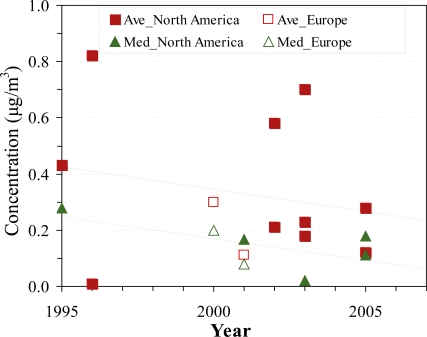 1.0
Ave_North America Ave_Europe
Med_North America Med_Europe
0.8
0.6
0.4
0.2
0.0
Concentration (µg/m³)
1995 2000 2005
Year